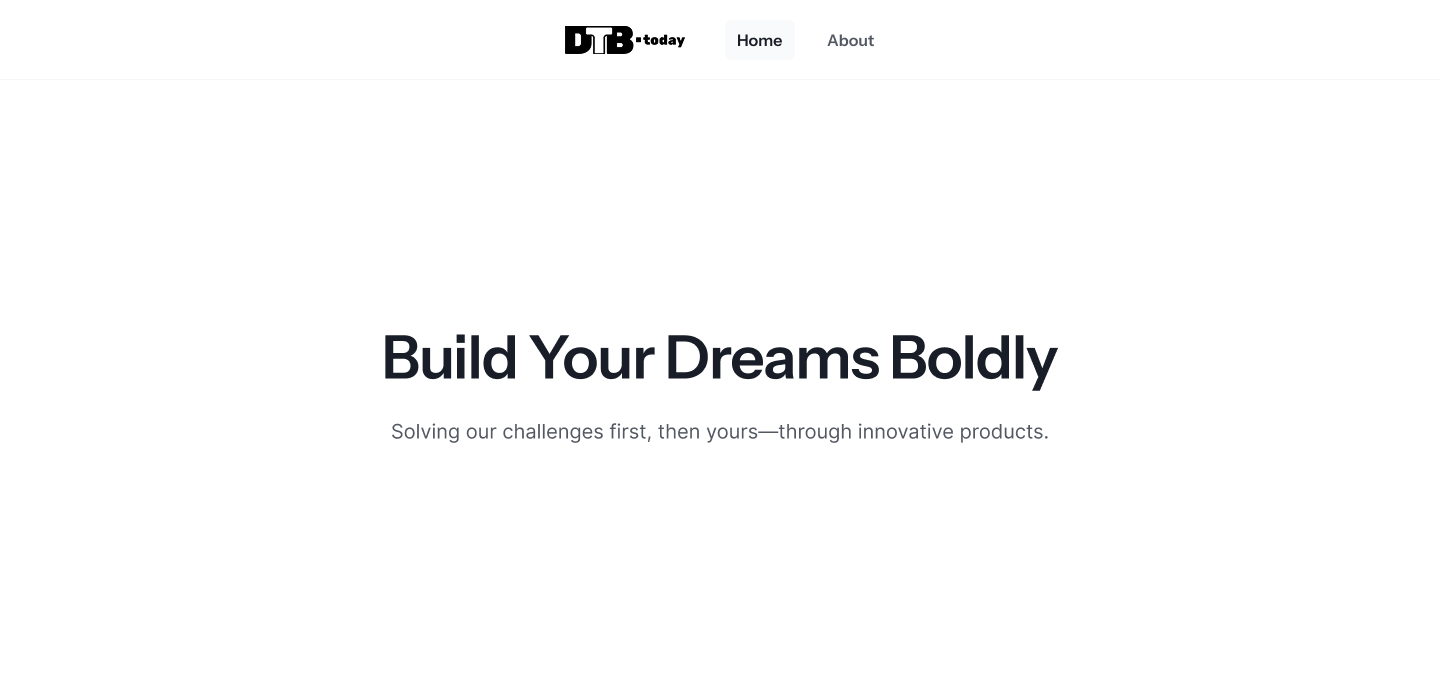 DTB.today
Home
About
Build Your Dreams Boldly
Solving our challenges first, then yours—through innovative products.